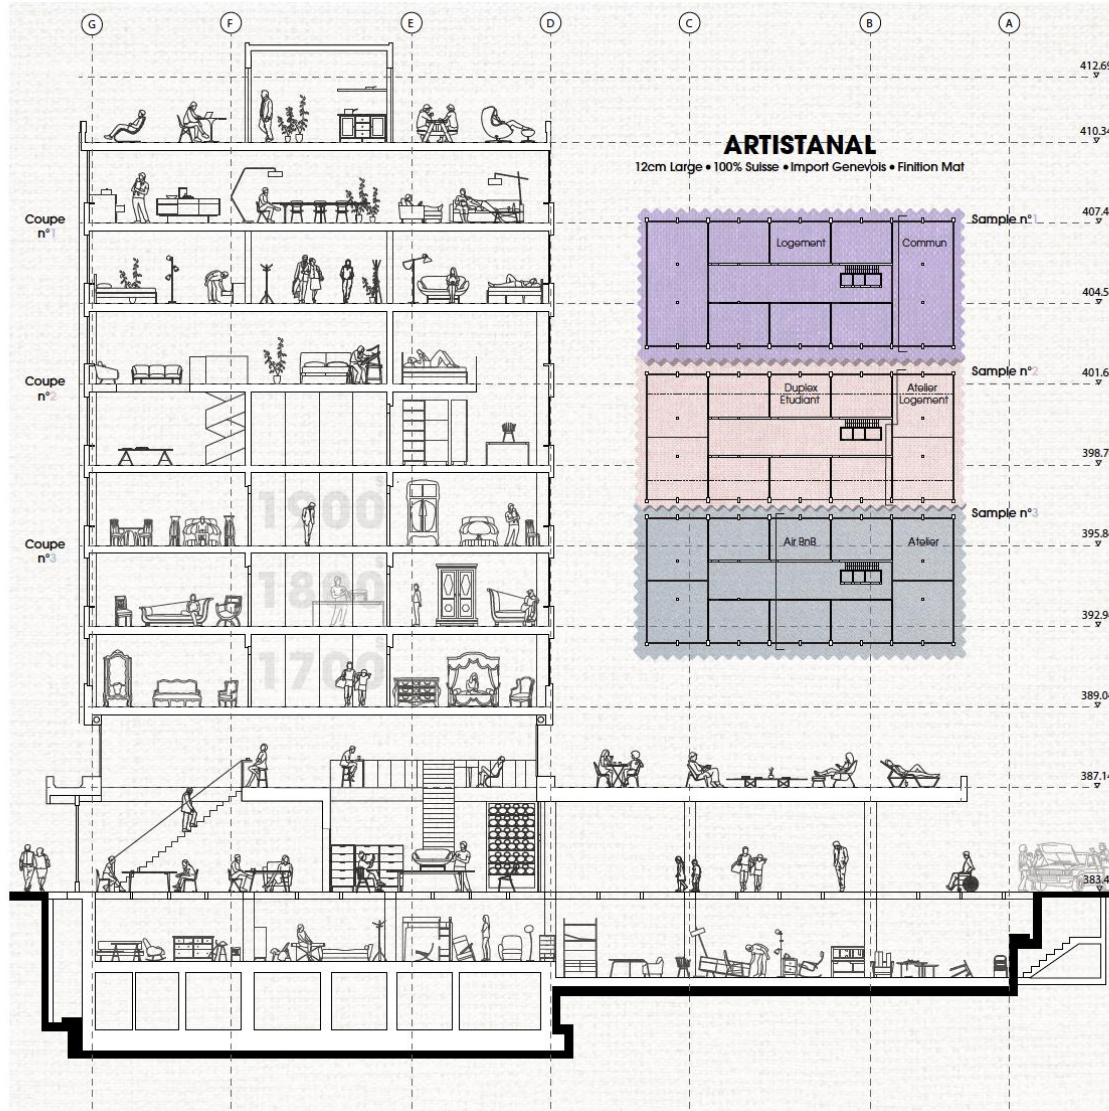 G F E D C B A
412.69
410.34
ARTISTANAL
12cm Large • 100% Suisse • Import Genevois • Finition Mat
407.4
Coupe
n°1
Sample n°1
Logement
Commun
404.5
401.6
Coupe
n°2
Sample n°2
Duplex
Etudiant
Atelier
Logement
398.7
1900's
Sample n°3
395.8
Coupe
n°3
Air BnB
Atelier
1800's
392.9
1700's
389.0
387.14
383.4